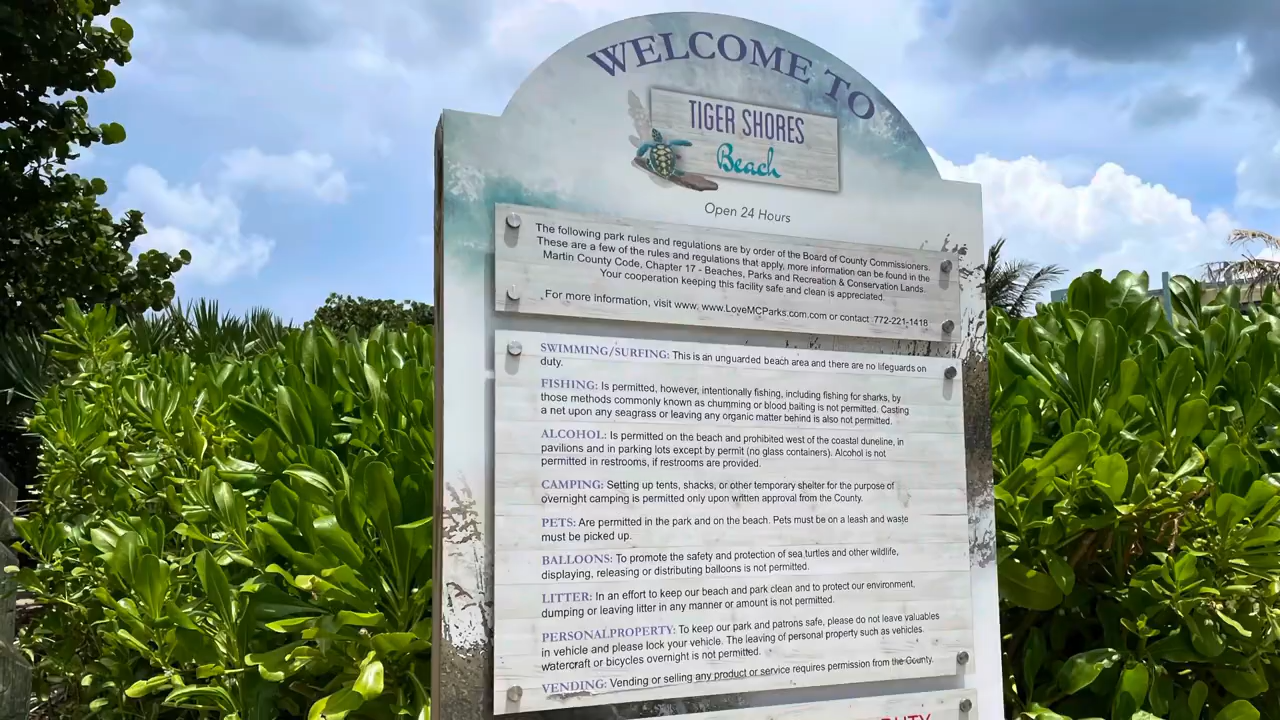 WELCOME TO
TIGER SHORES
Beach
Open 24 Hours
The following park rules and regulations are by order of the Board of County Commissioners.
These are a few of the rules and regulations that apply, more information can be found in the
Martin County Code, Chapter 17 - Beaches, Parks and Recreation & Conservation Lands.
Your cooperation keeping this facility safe and clean is appreciated.
For more information, visit www. www.LoveMCParks.com.com or contact 772-221-1418
SWIMMING/SURFING: This is an unguarded beach area and there are no lifeguards on
duty.
FISHING: Is permitted, however, intentionally fishing, including fishing for sharks, by
those methods commonly known as chumming or blood baiting is not permitted. Casting
a net upon any seagrass or leaving any organic matter behind is also not permitted.
ALCOHOL: Is permitted on the beach and prohibited west of the coastal duneline, in
pavilions and in parking lots except by permit (no glass containers). Alcohol is not
permitted in restrooms, if restrooms are provided.
CAMPING: Setting up tents, shacks, or other temporary shelter for the purpose of
overnight camping is permitted only upon written approval from the County.
PETS: Are permitted in the park and on the beach. Pets must be on a leash and waste
must be picked up.
BALLOONS: To promote the safety and protection of sea turtles and other wildlife,
displaying, releasing or distributing balloons is not permitted.
LITTER: In an effort to keep our beach and park clean and to protect our environment,
dumping or leaving litter in any manner or amount is not permitted.
PERSONALPROPERTY: To keep our park and patrons safe, please do not leave valuables
in vehicle and please lock your vehicle. The leaving of personal property such as vehicles,
watercraft or bicycles overnight is not permitted.
VENDING: Vending or selling any product or service requires permission from the County.